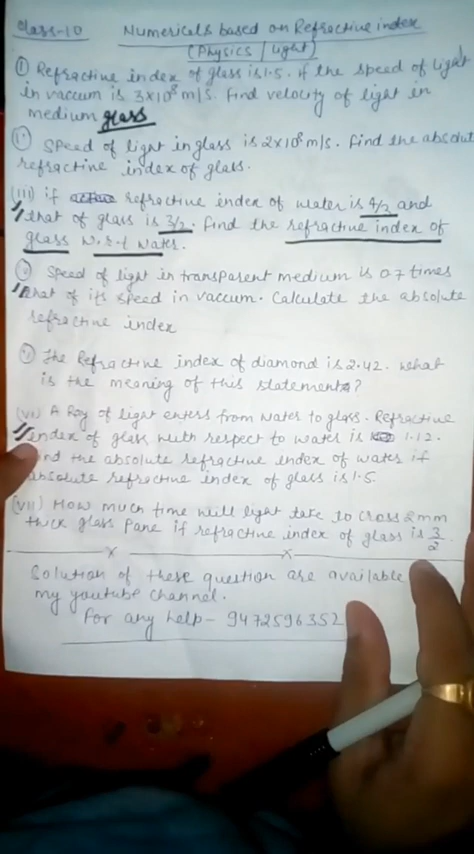 Class-10 Numericals based on Refractive index
(Physics / Light)
(i) Refractive index of glass is 1.5. if the speed of light
in vaccum is 3×10⁸ m/s. Find velocity of light in
medium glass
(ii) Speed of light in glass is 2×10⁸ m/s. Find the absolut
refractine index of glass.
(III) if refractive index of water is 4/2 and
that of glass is 3/2. Find the refractive index of
glass w.r.t water.
Speed of light in transparent medium is 0.7 times
that of its speed in vaccum. Calculate the absolute
refractive index
(v) The Refractive index of diamond is 2.42. What
is the meaning of this statement?
(VI) A Ray of light enters from water to glass. Refractive
index of glass with respect to water is 1.12.
nd the absolute refractive index of water if
absolute refractive index of glass is 1.5.
(VII) How much time will light take to cross 2mm
thick glass pane if refractive index of glass is 3/2
x x
Solution of these question are available
my youtube channel.
For any help- 9472596352